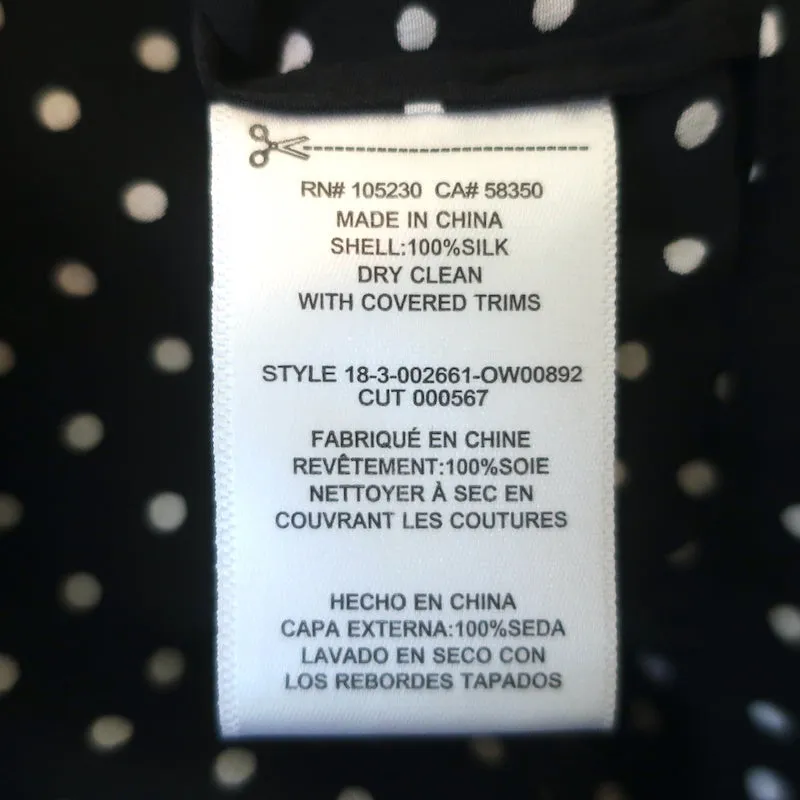 RN# 105230 CA# 58350
MADE IN CHINA
SHELL:100%SILK
DRY CLEAN
WITH COVERED TRIMS
STYLE 18-3-002661-OW00892
CUT 000567
FABRIQUÉ EN CHINE
REVÊTEMENT:100%SOIE
NETTOYER À SEC EN
COUVRANT LES COUTURES
HECHO EN CHINA
CAPA EXTERNA:100%SEDA
LAVADO EN SECO CON
LOS REBORDES TAPADOS